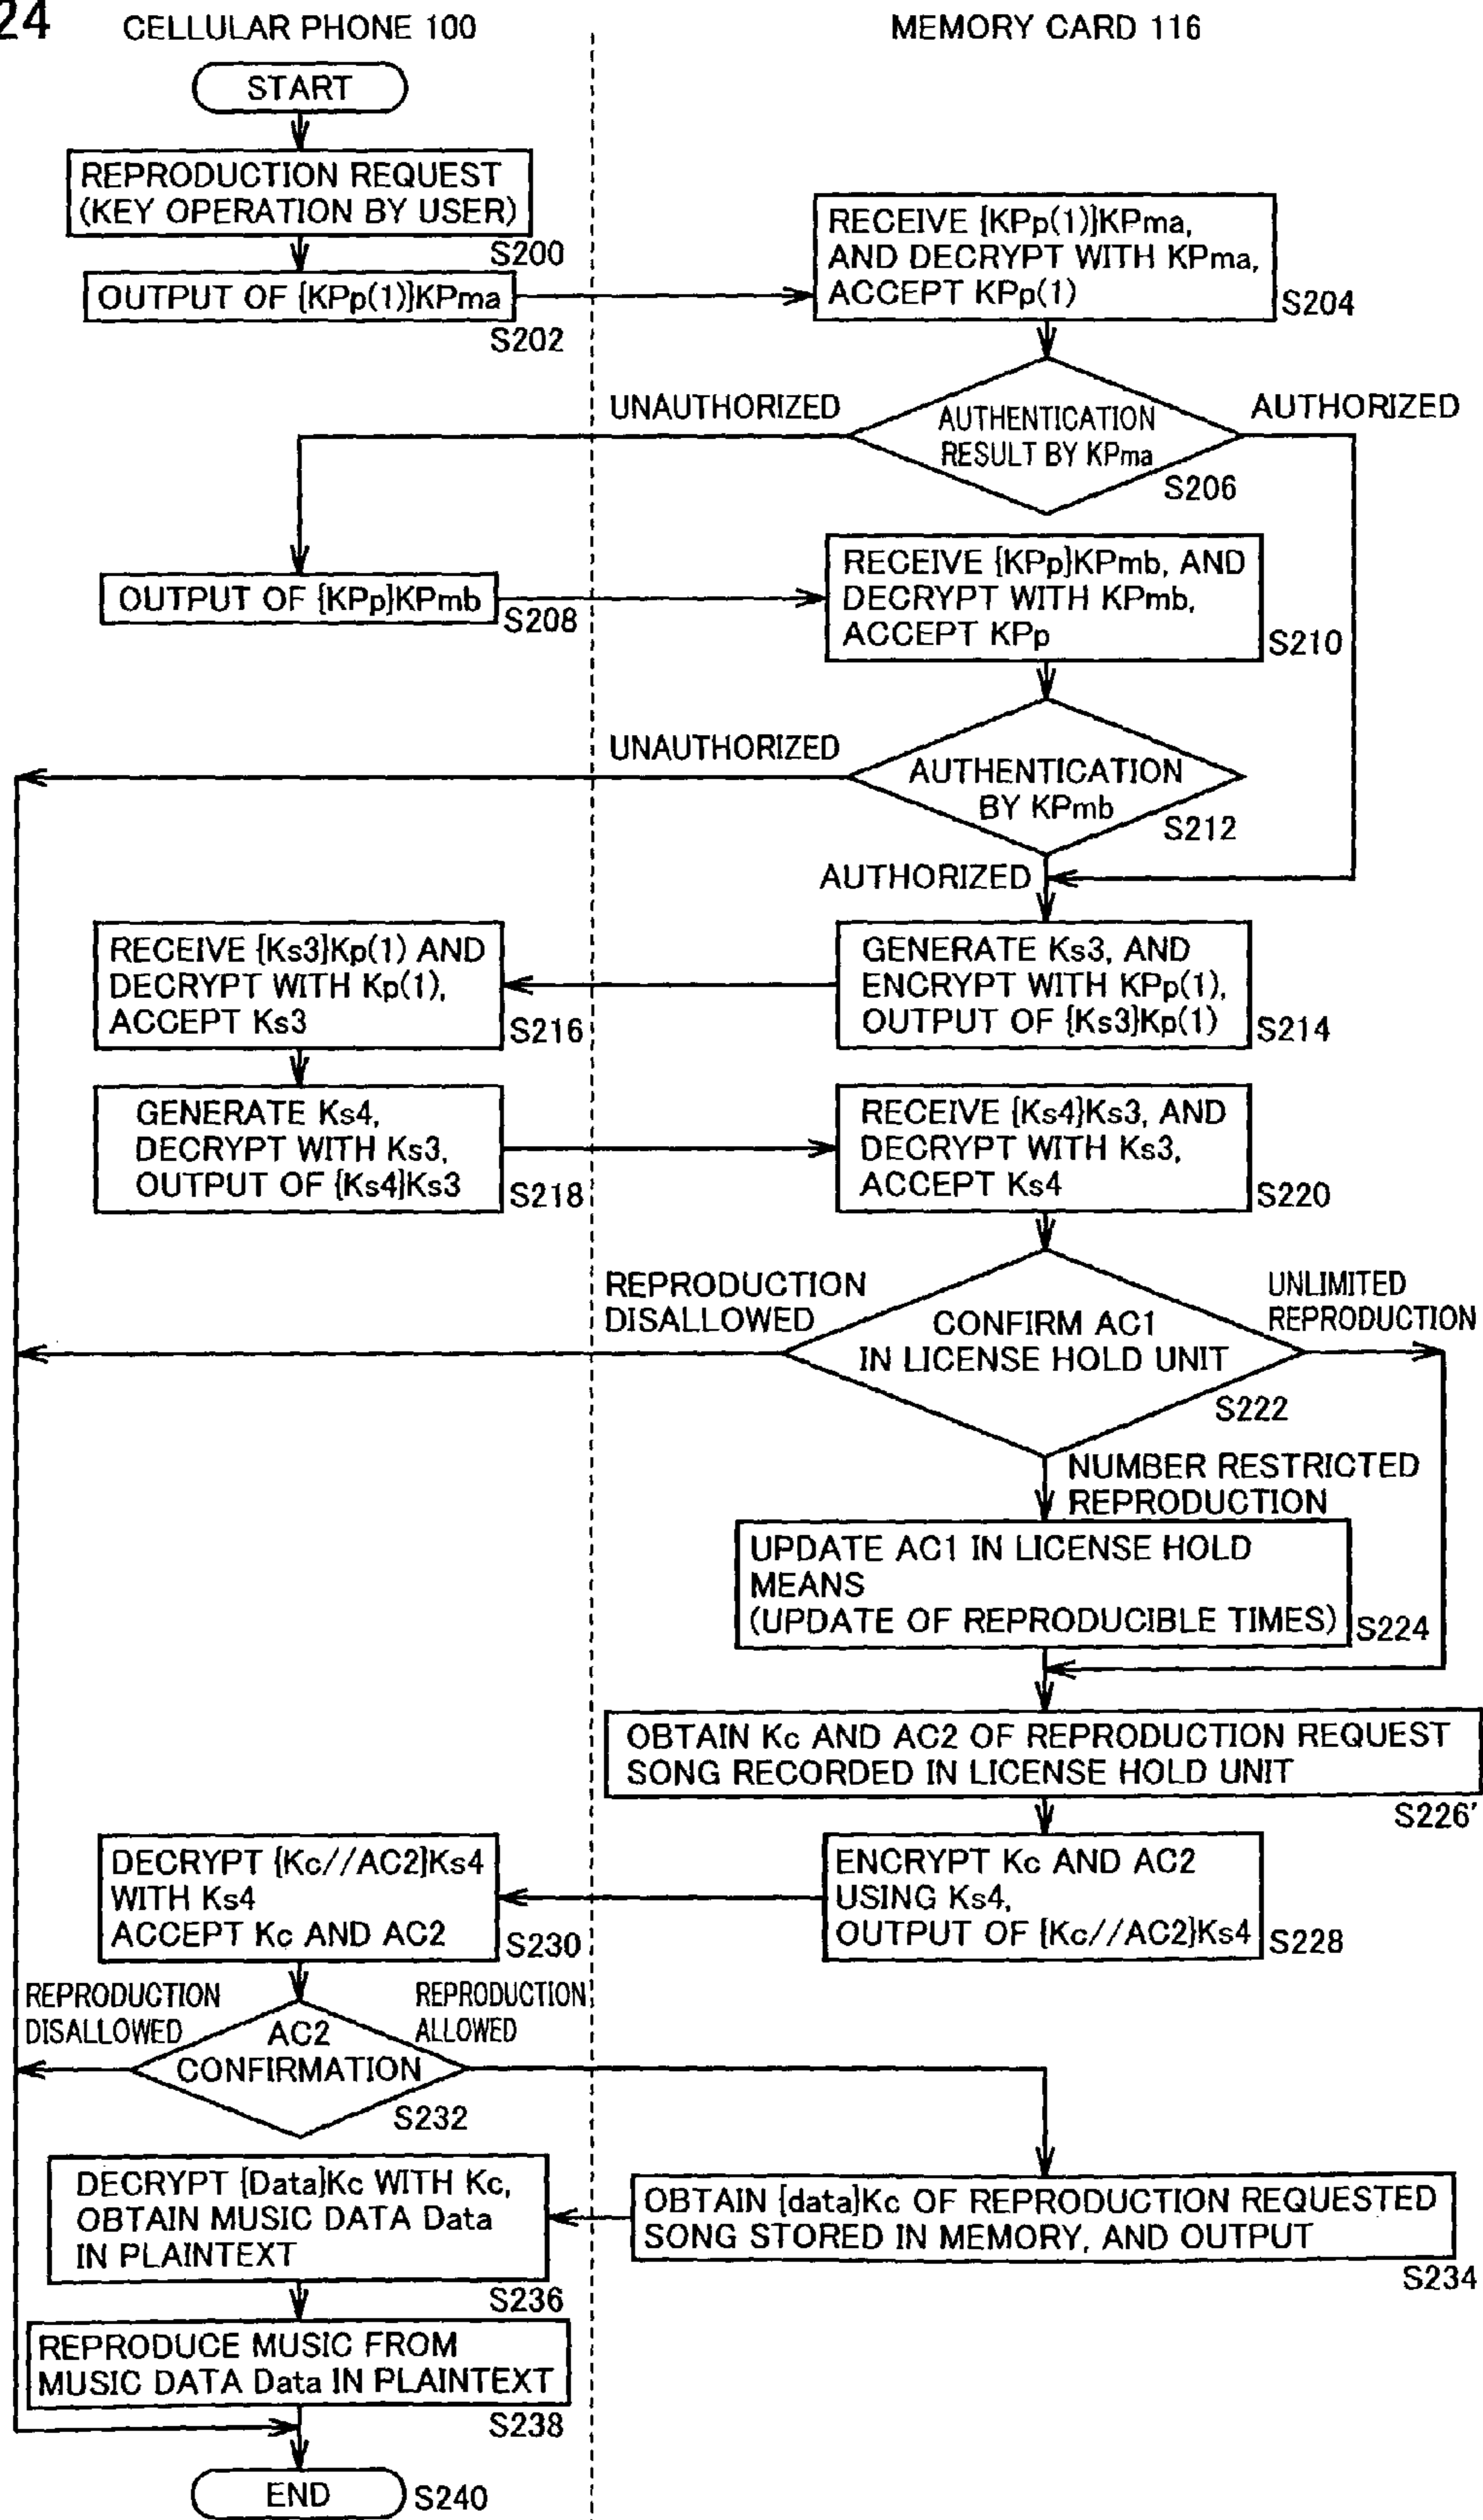 24
CELLULAR PHONE 100
MEMORY CARD 116
START
REPRODUCTION REQUEST
(KEY OPERATION BY USER)
S200
OUTPUT OF {KPp(1)}KPma
S202
RECEIVE {KPp(1)}KPma,
AND DECRYPT WITH KPma,
ACCEPT KPp(1)
S204
UNAUTHORIZED
AUTHENTICATION
RESULT BY KPma
S206
AUTHORIZED
OUTPUT OF {KPp}KPmb
S208
RECEIVE {KPp}KPmb, AND
DECRYPT WITH KPmb,
ACCEPT KPp
S210
UNAUTHORIZED
AUTHENTICATION
BY KPmb
S212
AUTHORIZED
GENERATE Ks3, AND
ENCRYPT WITH KPp(1),
OUTPUT OF {Ks3}Kp(1)
S214
RECEIVE {Ks3}Kp(1) AND
DECRYPT WITH Kp(1),
ACCEPT Ks3
S216
GENERATE Ks4,
DECRYPT WITH Ks3,
OUTPUT OF {Ks4}Ks3
S218
RECEIVE {Ks4}Ks3, AND
DECRYPT WITH Ks3,
ACCEPT Ks4
S220
REPRODUCTION
DISALLOWED
CONFIRM AC1
IN LICENSE HOLD UNIT
S222
UNLIMITED
REPRODUCTION
NUMBER RESTRICTED
REPRODUCTION
UPDATE AC1 IN LICENSE HOLD
MEANS
(UPDATE OF REPRODUCIBLE TIMES)
S224
OBTAIN Kc AND AC2 OF REPRODUCTION REQUEST
SONG RECORDED IN LICENSE HOLD UNIT
S226'
ENCRYPT Kc AND AC2
USING Ks4,
OUTPUT OF {Kc//AC2}Ks4
S228
DECRYPT {Kc//AC2}Ks4
WITH Ks4
ACCEPT Kc AND AC2
S230
REPRODUCTION
DISALLOWED
AC2
CONFIRMATION
S232
REPRODUCTION
ALLOWED
OBTAIN {data}Kc OF REPRODUCTION REQUESTED
SONG STORED IN MEMORY, AND OUTPUT
S234
DECRYPT {Data}Kc WITH Kc,
OBTAIN MUSIC DATA Data
IN PLAINTEXT
S236
REPRODUCE MUSIC FROM
MUSIC DATA Data IN PLAINTEXT
S238
END
S240